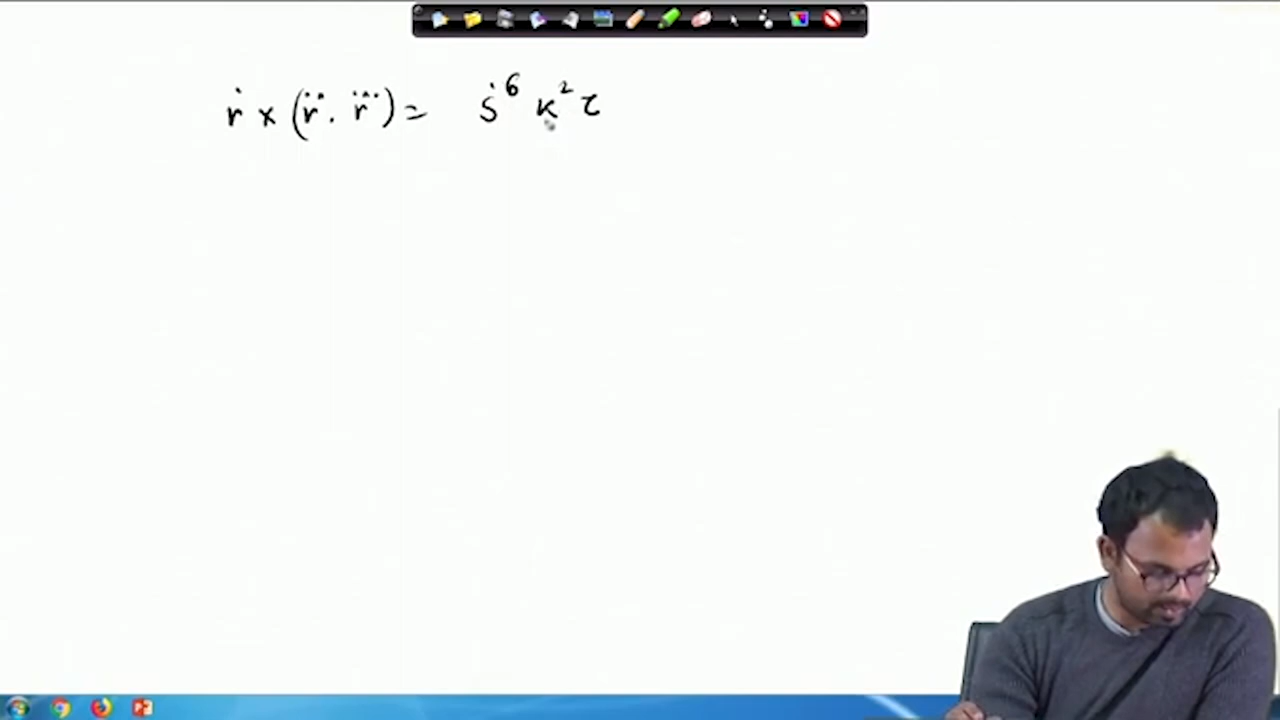 ṙ × (r̈ . r⃛) = ṡ⁶ κ² τ